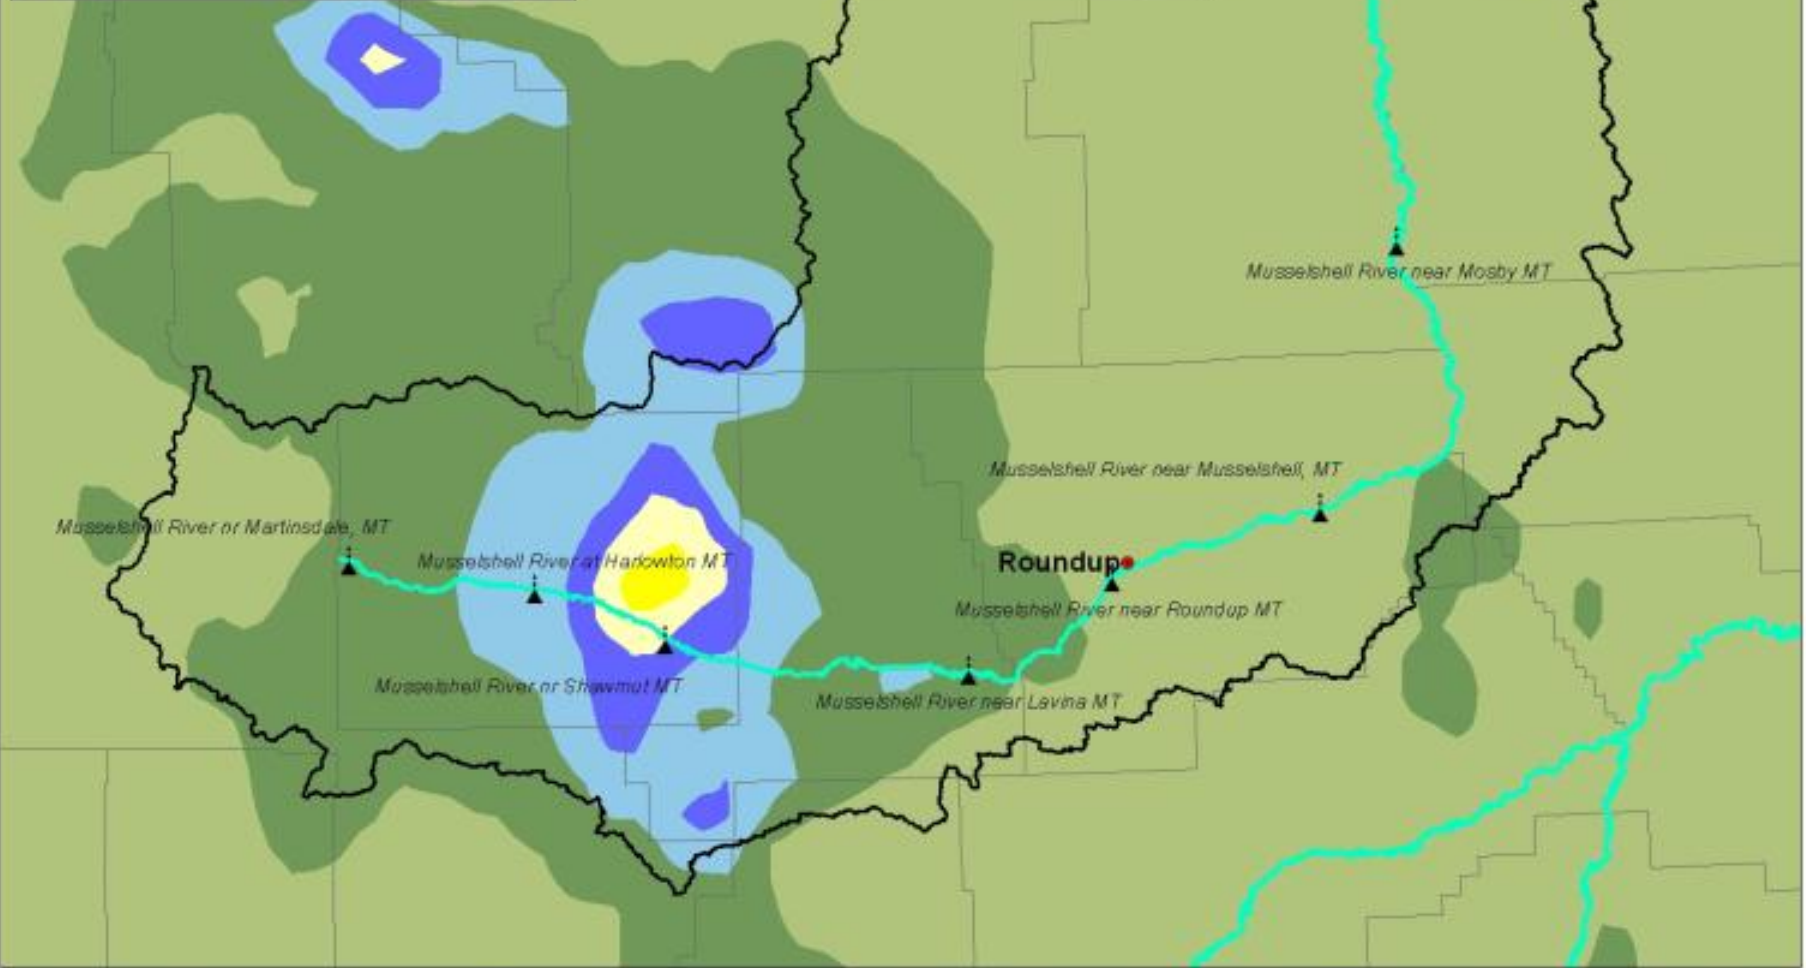 Musselshell River near Mosby MT
Musselshell River near Musselshell, MT
Musselshell River nr Martinsdale, MT
Musselshell River at Harlowton MT
Roundup
Musselshell River near Roundup MT
Musselshell River nr Shawmut MT
Musselshell River near Lavina MT